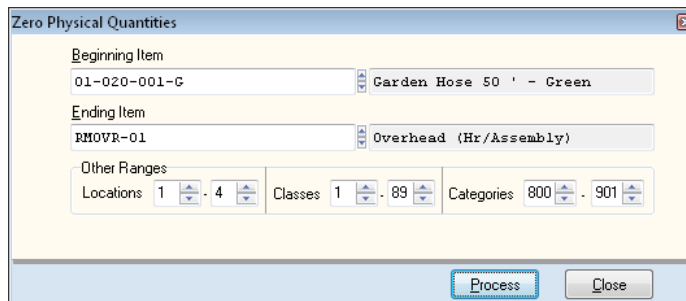 Zero Physical Quantities
Beginning Item
01-020-001-G Garden Hose 50 ' - Green
Ending Item
RMOVR-01 Overhead (Hr/Assembly)
Other Ranges
Locations 1 - 4 Classes 1 - 89 Categories 800 - 901
Process Close